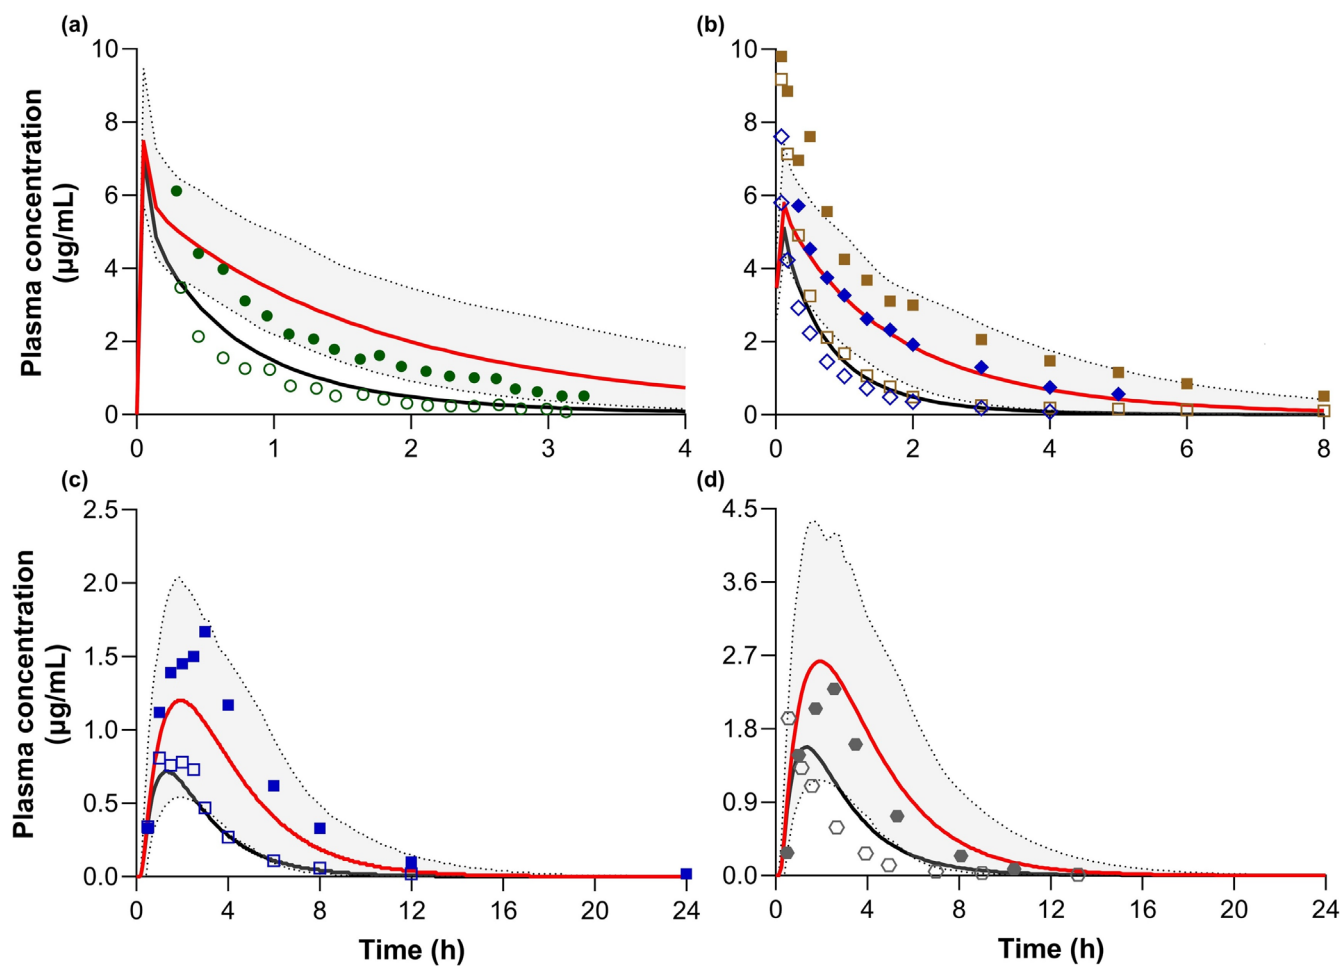 (a)
(b)
10
8
6
4
2
0
0 1 2 3 4
Plasma concentration
(µg/mL)
10
8
6
4
2
0
0 2 4 6 8
(c)
(d)
2.5
2.0
1.5
1.0
0.5
0.0
0 4 8 12 16 20 24
Plasma concentration
(µg/mL)
Time (h)
4.5
3.6
2.7
1.8
0.9
0.0
0 4 8 12 16 20 24
Time (h)